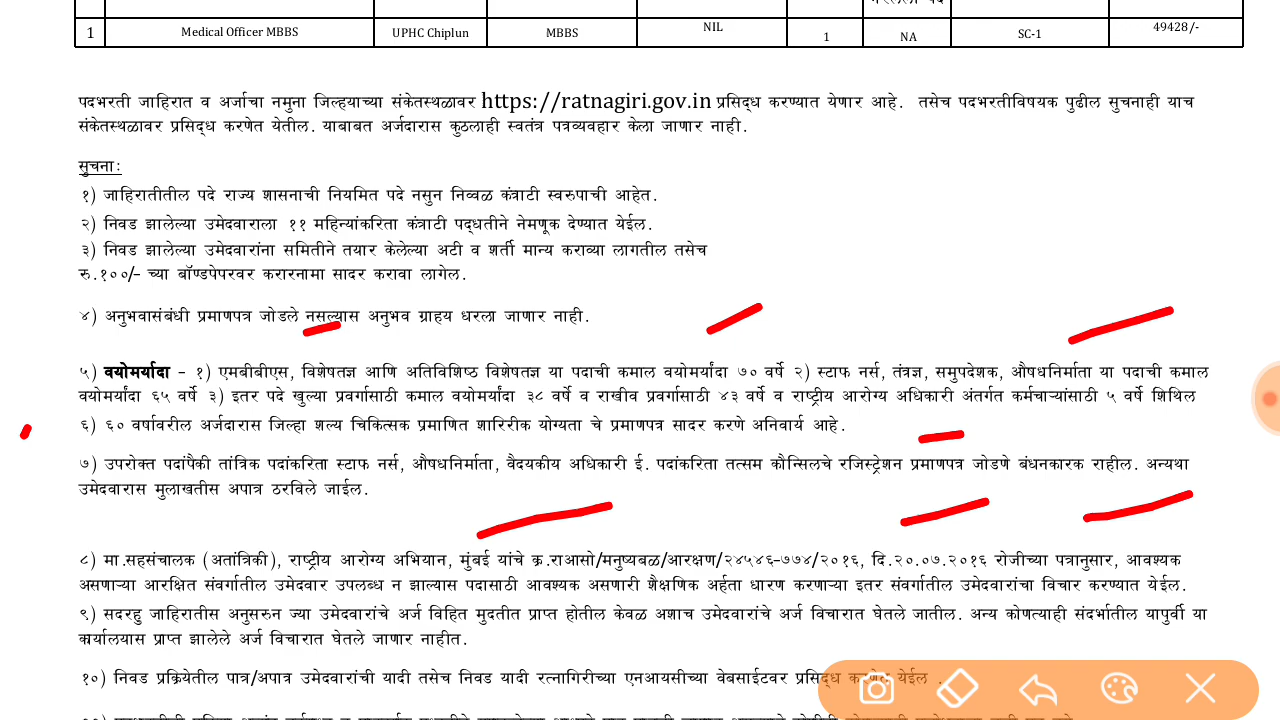 1 Medical Officer MBBS UPHC Chiplun MBBS NIL 1 NA SC-1 49428/-
पदभरती जाहिरात व अर्जाचा नमुना जिल्हयाच्या संकेतस्थळावर https://ratnagiri.gov.in प्रसिद्ध करण्यात येणार आहे. तसेच पदभरतीविषयक पुढील सुचनाही याच
संकेतस्थळावर प्रसिद्ध करणेत येतील. याबाबत अर्जदारास कुठलाही स्वतंत्र पत्रव्यवहार केला जाणार नाही.
सुचनाः
१) जाहिरातीतील पदे राज्य शासनाची नियमित पदे नसुन निव्वळ कंत्राटी स्वरुपाची आहेत.
२) निवड झालेल्या उमेदवाराला ११ महिन्यांकरिता कंत्राटी पद्धतीने नेमणूक देण्यात येईल.
३) निवड झालेल्या उमेदवारांना समितीने तयार केलेल्या अटी व शर्ती मान्य कराव्या लागतील तसेच
रु.१००/- च्या बॉण्डपेपरवर करारनामा सादर करावा लागेल.
४) अनुभवासंबंधी प्रमाणपत्र जोडले नसल्यास अनुभव ग्राहय धरला जाणार नाही.
५) वयोमर्यादा - १) एमबीबीएस, विशेषतज्ञ आणि अतिविशिष्ठ विशेषतज्ञ या पदाची कमाल वयोमर्यांदा ७० वर्षे २) स्टाफ नर्स, तंत्रज्ञ, समुपदेशक, औषधनिर्माता या पदाची कमाल
वयोमर्यांदा ६५ वर्षे ३) इतर पदे खुल्या प्रवर्गासाठी कमाल वयोमर्यांदा ३८ वर्षे व राखीव प्रवर्गासाठी ४३ वर्षे व राष्ट्रीय आरोग्य अधिकारी अंतर्गत कर्मचाऱ्यांसाठी ५ वर्षे शिथिल
६) ६० वर्षावरील अर्जदारास जिल्हा शल्य चिकित्सक प्रमाणित शारिरीक योग्यता चे प्रमाणपत्र सादर करणे अनिवार्य आहे.
७) उपरोक्त पदांपैकी तांत्रिक पदांकरिता स्टाफ नर्स, औषधनिर्माता, वैदयकीय अधिकारी ई. पदांकरिता तत्सम कौन्सिलचे रजिस्ट्रेशन प्रमाणपत्र जोडणे बंधनकारक राहील. अन्यथा
उमेदवारास मुलाखतीस अपात्र ठरविले जाईल.
८) मा.सहसंचालक (अतांत्रिकी), राष्ट्रीय आरोग्य अभियान, मुंबई यांचे क्र.राआसो/मनुष्यबळ/आरक्षण/२४५४६-७७४/२०१६, दि.२०.०७.२०१६ रोजीच्या पत्रानुसार, आवश्यक
असणाऱ्या आरक्षित संवर्गातील उमेदवार उपलब्ध न झाल्यास पदासाठी आवश्यक असणारी शैक्षणिक अर्हता धारण करणाऱ्या इतर संवर्गातील उमेदवारांचा विचार करण्यात येईल.
९) सदरहु जाहिरातीस अनुसरुन ज्या उमेदवारांचे अर्ज विहित मुदतीत प्राप्त होतील केवळ अशाच उमेदवारांचे अर्ज विचारात घेतले जातील. अन्य कोणत्याही संदर्भातील यापुर्वी या
कार्यालयास प्राप्त झालेले अर्ज विचारात घेतले जाणार नाहीत.
१०) निवड प्रक्रियेतील पात्र/अपात्र उमेदवारांची यादी तसेच निवड यादी रत्नागिरीच्या एनआयसीच्या वेबसाईटवर प्रसिद्ध करणेत येईल .